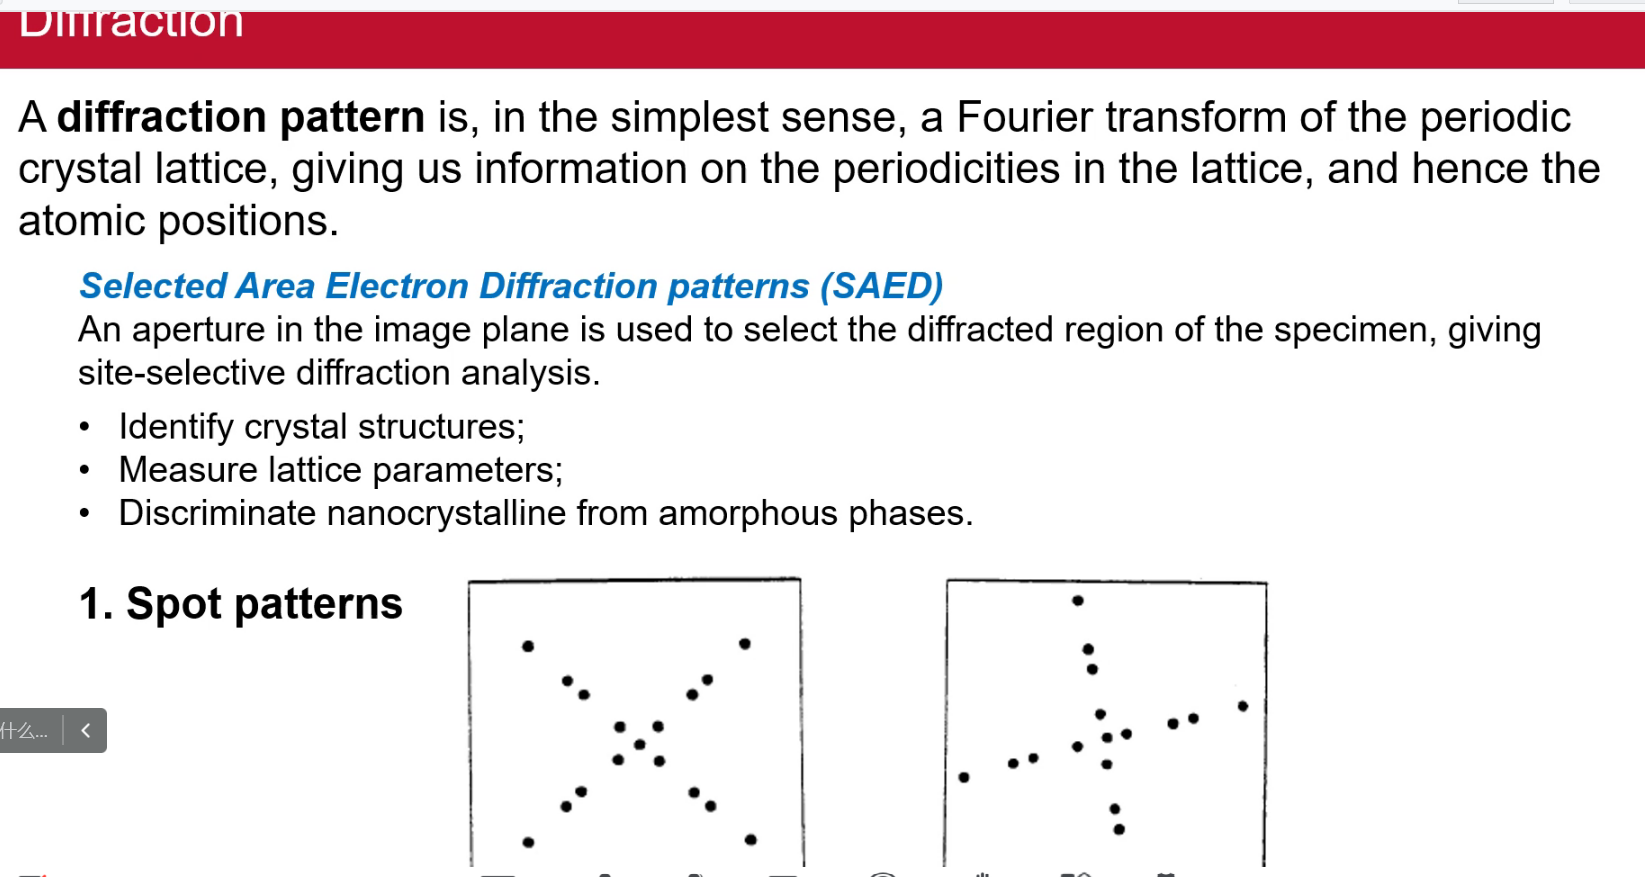 Diffraction
A diffraction pattern is, in the simplest sense, a Fourier transform of the periodic
crystal lattice, giving us information on the periodicities in the lattice, and hence the
atomic positions.
Selected Area Electron Diffraction patterns (SAED)
An aperture in the image plane is used to select the diffracted region of the specimen, giving
site-selective diffraction analysis.
• Identify crystal structures;
• Measure lattice parameters;
• Discriminate nanocrystalline from amorphous phases.
1. Spot patterns
什么...